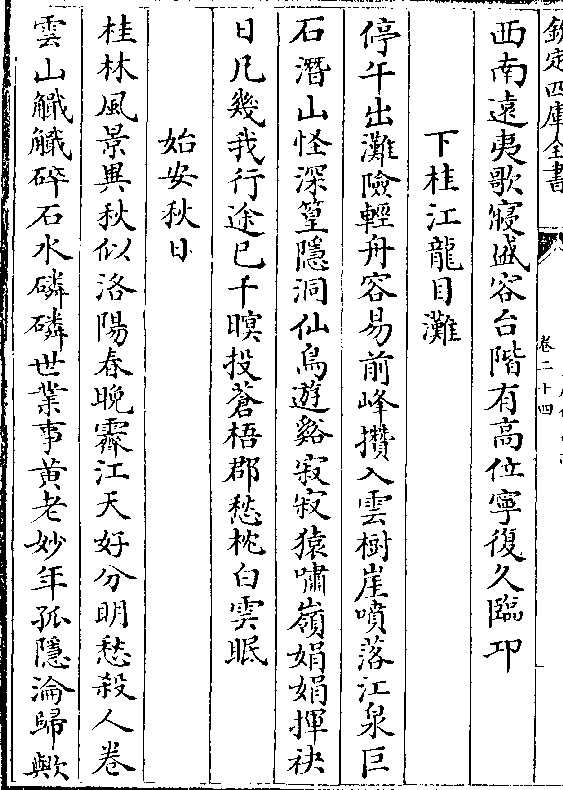 欽定四庫全書
卷二十四
西南遠夷歌寢盛容台階有高位寧復久臨卭
下桂江龍目灘
停午出灘險輕舟容易前峰攢入雲樹崖噴落江泉巨
石潛山怪深篁隱洞仙鳥遊谿寂寂猿嘯嶺娟娟揮袂
日凡幾我行途已千暝投蒼梧郡愁枕白雲眠
始安秋日
桂林風景異秋似洛陽春晚霽江天好分明愁殺人卷
雲山碎石水磷磷世業事黃老妙年孤隱淪歸歟